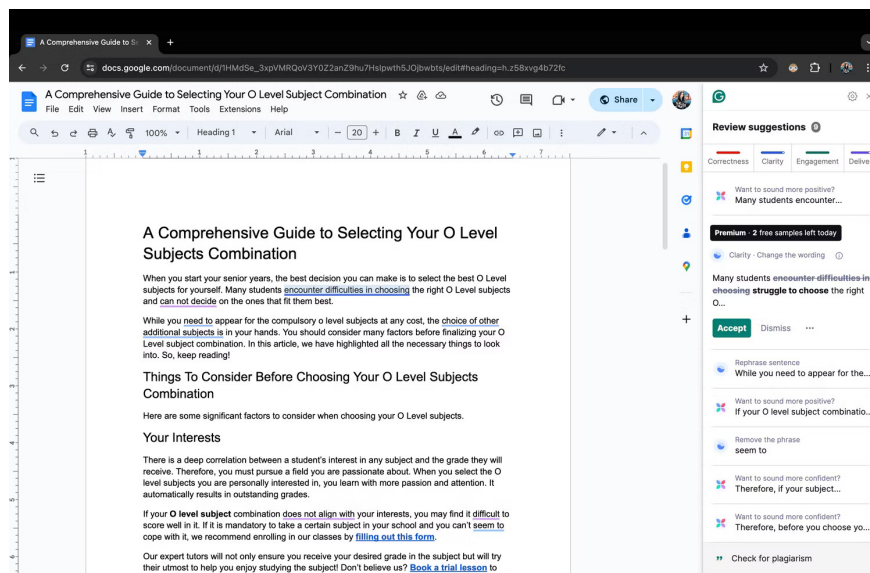 A Comprehensive Guide to Se
docs.google.com/document/d/1HMdSe_3xpVMRQoV3Y0Z2anZ9hu7HsIpwth5JOjbwbts/edit#heading=h.z58xvg4b72fc
A Comprehensive Guide to Selecting Your O Level Subject Combination
File Edit View Insert Format Tools Extensions Help
Share
100% Heading 1 Arial 20 B I U A
1 1 2 3 4 5 6 7
A Comprehensive Guide to Selecting Your O Level
Subjects Combination
When you start your senior years, the best decision you can make is to select the best O Level
subjects for yourself. Many students encounter difficulties in choosing the right O Level subjects
and can not decide on the ones that fit them best.
While you need to appear for the compulsory o level subjects at any cost, the choice of other
additional subjects is in your hands. You should consider many factors before finalizing your O
Level subject combination. In this article, we have highlighted all the necessary things to look
into. So, keep reading!
Things To Consider Before Choosing Your O Level Subjects
Combination
Here are some significant factors to consider when choosing your O Level subjects.
Your Interests
There is a deep correlation between a student's interest in any subject and the grade they will
receive. Therefore, you must pursue a field you are passionate about. When you select the O
level subjects you are personally interested in, you learn with more passion and attention. It
automatically results in outstanding grades.
If your O level subject combination does not align with your interests, you may find it difficult to
score well in it. If it is mandatory to take a certain subject in your school and you can't seem to
cope with it, we recommend enrolling in our classes by filling out this form.
Our expert tutors will not only ensure you receive your desired grade in the subject but will try
their utmost to help you enjoy studying the subject! Don't believe us? Book a trial lesson to
1
2
3
4
5
6
Review suggestions 9
Correctness Clarity Engagement Delive
Want to sound more positive?
Many students encounter...
Premium · 2 free samples left today
Clarity · Change the wording
Many students encounter difficulties in
choosing struggle to choose the right
O...
Accept Dismiss
Rephrase sentence
While you need to appear for the...
Want to sound more positive?
If your O level subject combinatio...
Remove the phrase
seem to
Want to sound more confident?
Therefore, if your subject...
Want to sound more confident?
Therefore, before you choose yo...
Check for plagiarism